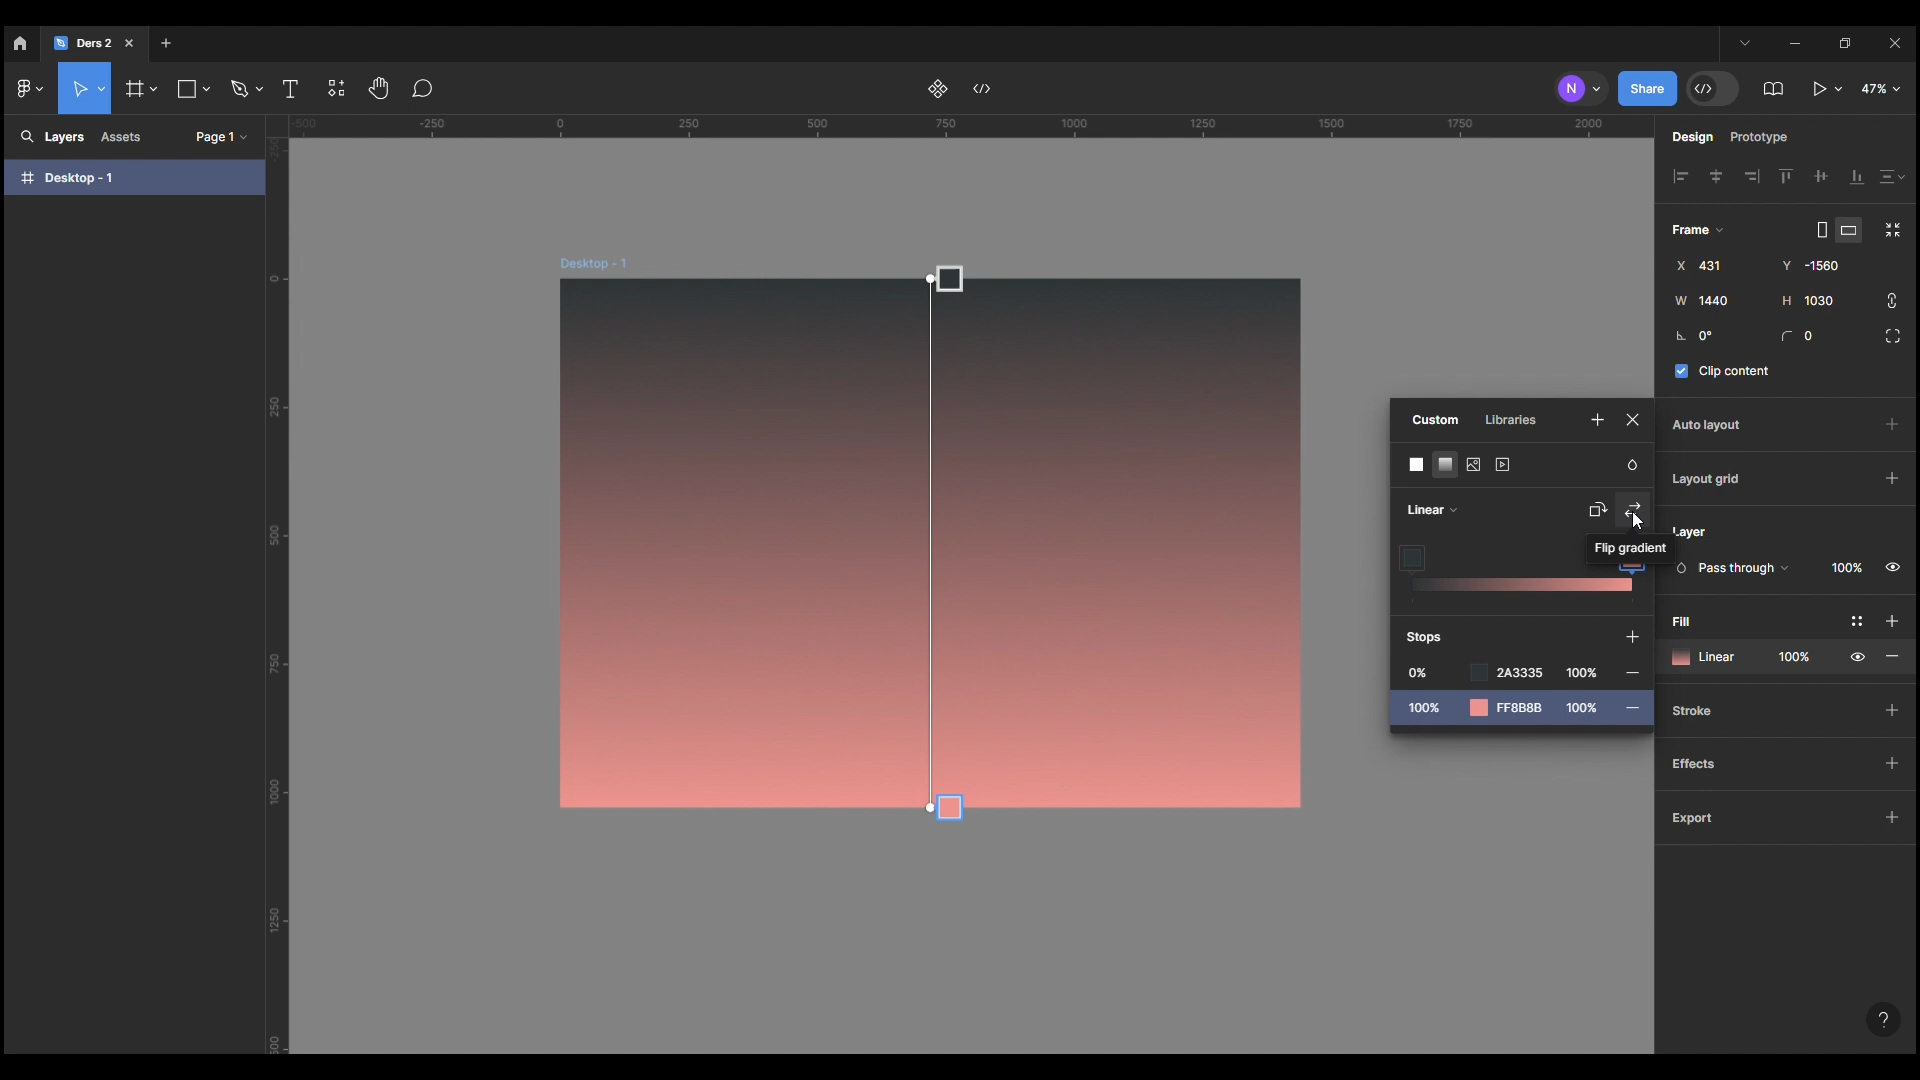 Ders 2
Share
47%
Layers Assets Page 1
Desktop - 1
-500 -250 0 250 500 750 1000 1250 1500 1750 2000
-250
0
250
500
750
1000
1250
Desktop - 1
N
Design Prototype
Frame
X 431 Y -1560
W 1440 H 1030
0° 0
Clip content
Auto layout
Layout grid
Layer
Pass through 100%
Fill
Linear 100%
Stroke
Effects
Export
Custom Libraries
Linear
Flip gradient
Stops
0% 2A3335 100%
100% FF8B8B 100%
?